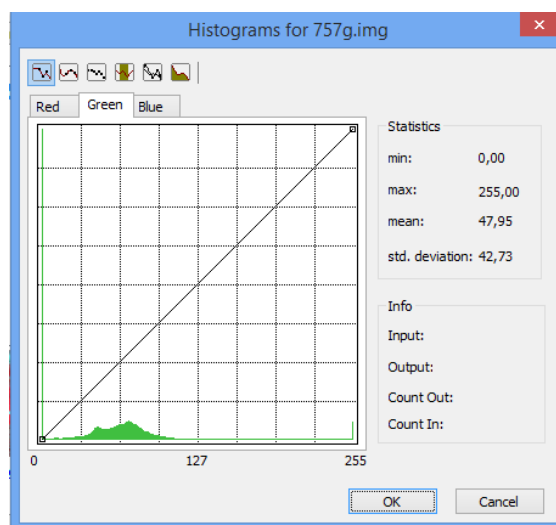 Histograms for 757g.img
Red Green Blue
Statistics
min: 0,00
max: 255,00
mean: 47,95
std. deviation: 42,73
Info
Input:
Output:
Count Out:
Count In:
0 127 255
OK Cancel